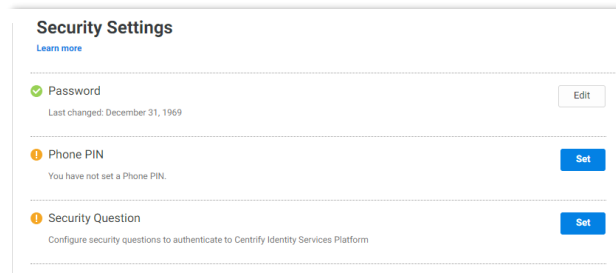 Security Settings
Learn more
Password
Edit
Last changed: December 31, 1969
Phone PIN
Set
You have not set a Phone PIN.
Security Question
Set
Configure security questions to authenticate to Centrify Identity Services Platform